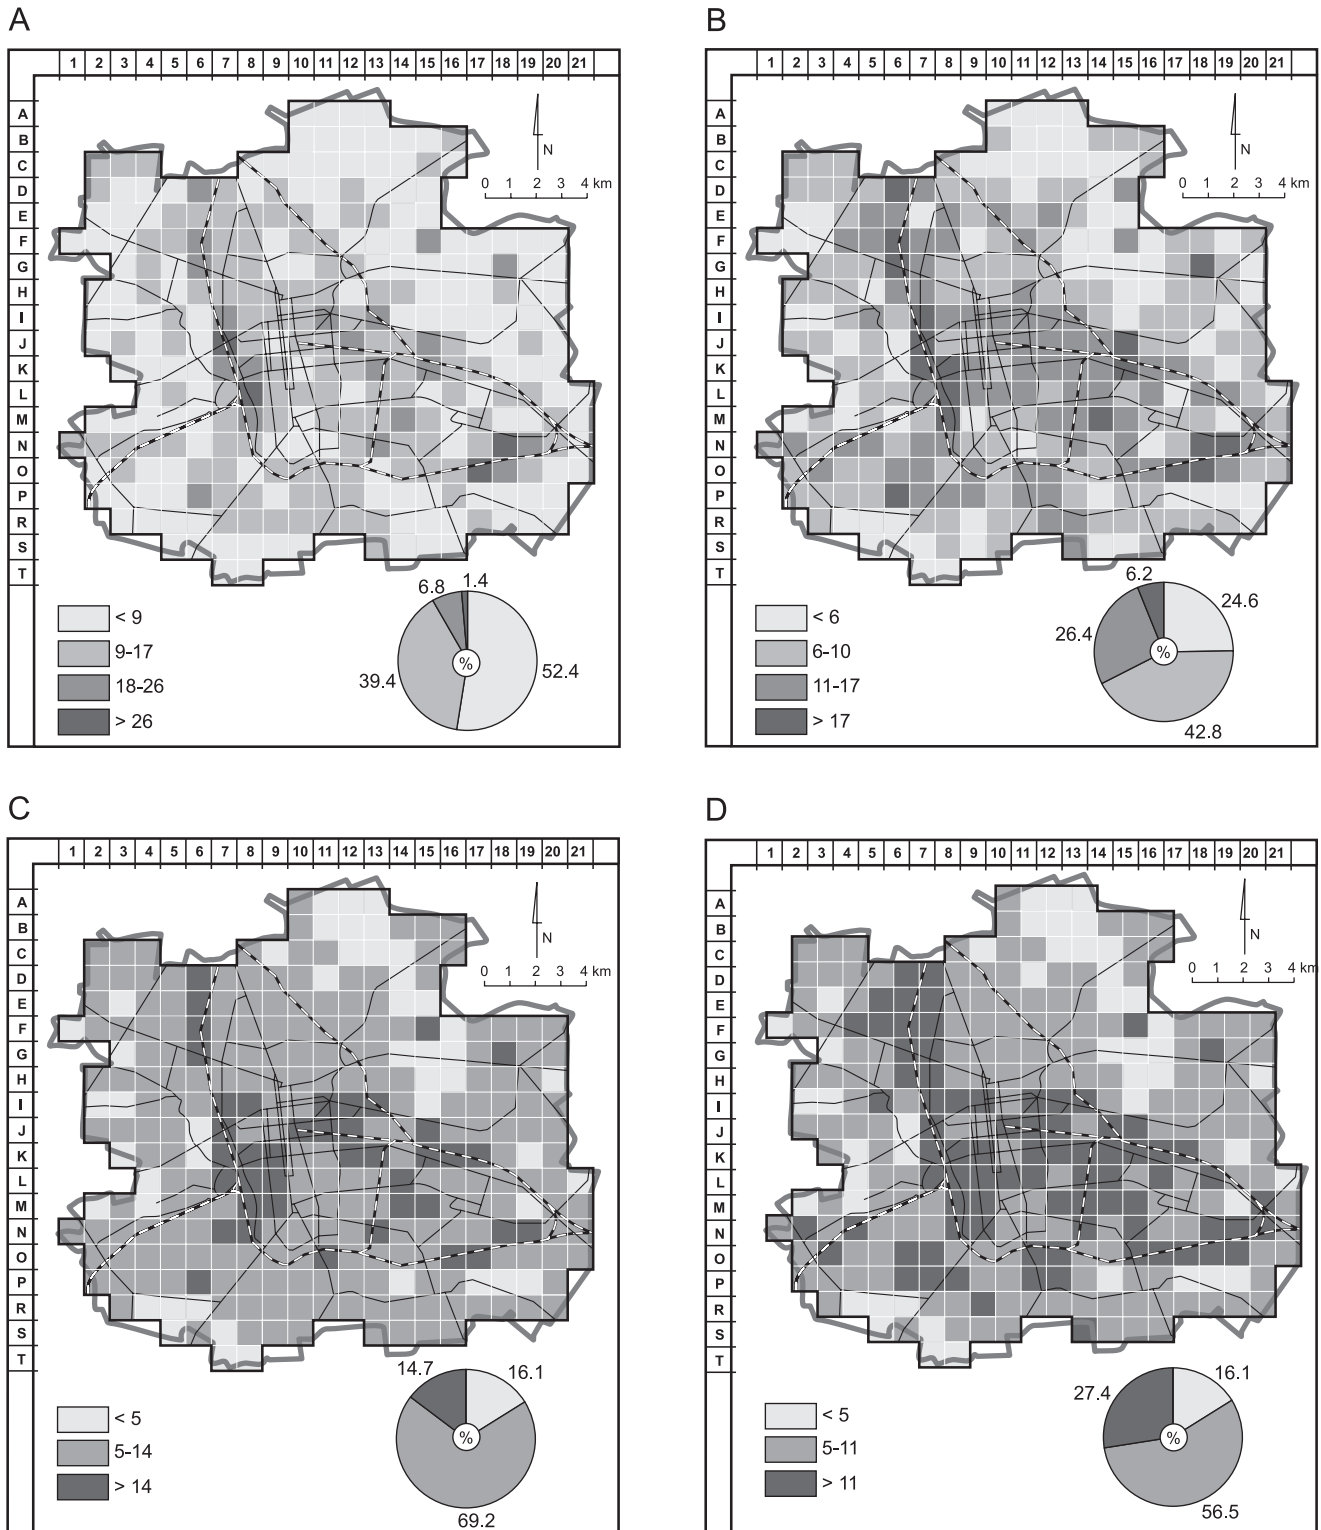 A
1 2 3 4 5 6 7 8 9 10 11 12 13 14 15 16 17 18 19 20 21
A
B
C
D
E
F
G
H
I
J
K
L
M
N
O
P
R
S
T
N
0 1 2 3 4 km
< 9
9-17
18-26
> 26
6.8
1.4
39.4
%
52.4
B
1 2 3 4 5 6 7 8 9 10 11 12 13 14 15 16 17 18 19 20 21
A
B
C
D
E
F
G
H
I
J
K
L
M
N
O
P
R
S
T
N
0 1 2 3 4 km
< 6
6-10
11-17
> 17
6.2
24.6
26.4
%
42.8
C
1 2 3 4 5 6 7 8 9 10 11 12 13 14 15 16 17 18 19 20 21
A
B
C
D
E
F
G
H
I
J
K
L
M
N
O
P
R
S
T
N
0 1 2 3 4 km
< 5
5-14
> 14
14.7
16.1
%
69.2
D
1 2 3 4 5 6 7 8 9 10 11 12 13 14 15 16 17 18 19 20 21
A
B
C
D
E
F
G
H
I
J
K
L
M
N
O
P
R
S
T
N
0 1 2 3 4 km
< 5
5-11
> 11
27.4
16.1
%
56.5